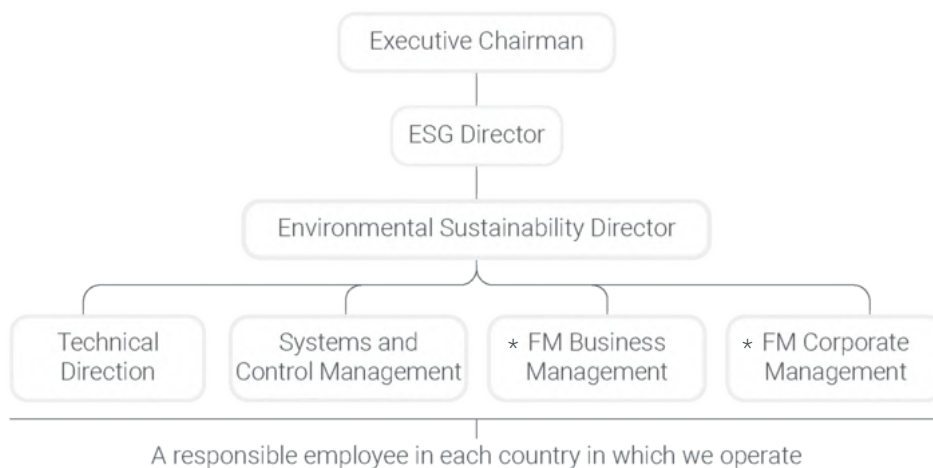 Executive Chairman
ESG Director
Environmental Sustainability Director
Technical
Direction
Systems and
Control Management
* FM Business
Management
* FM Corporate
Management
A responsible employee in each country in which we operate